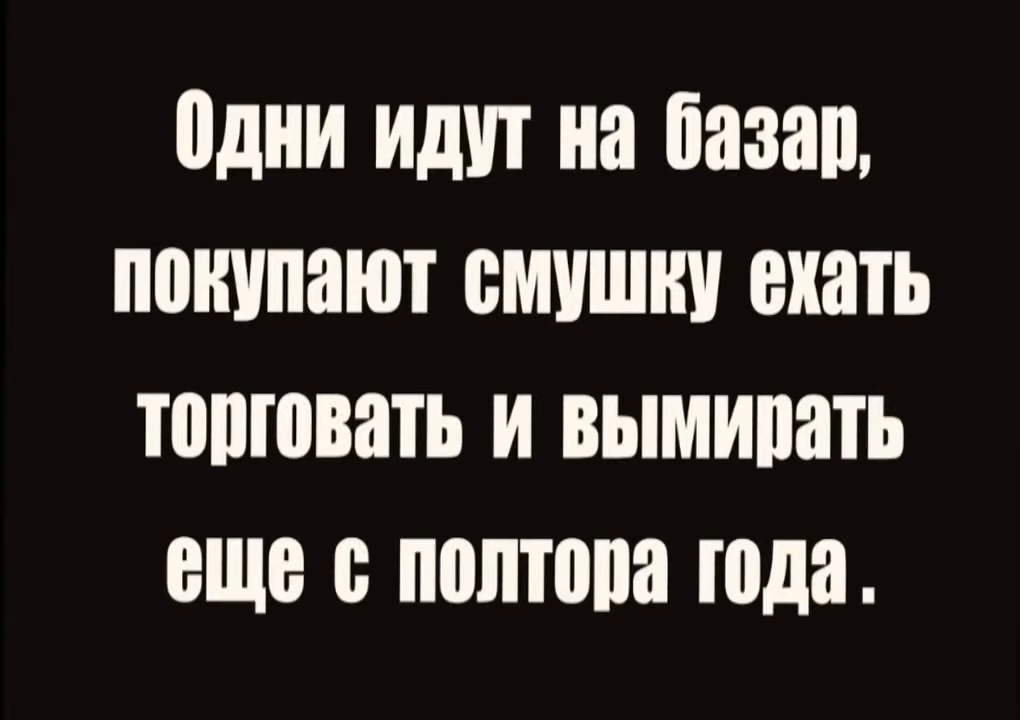 Одни идут на базар,
покупают смушку ехать
торговать и вымирать
еще с полтора года .